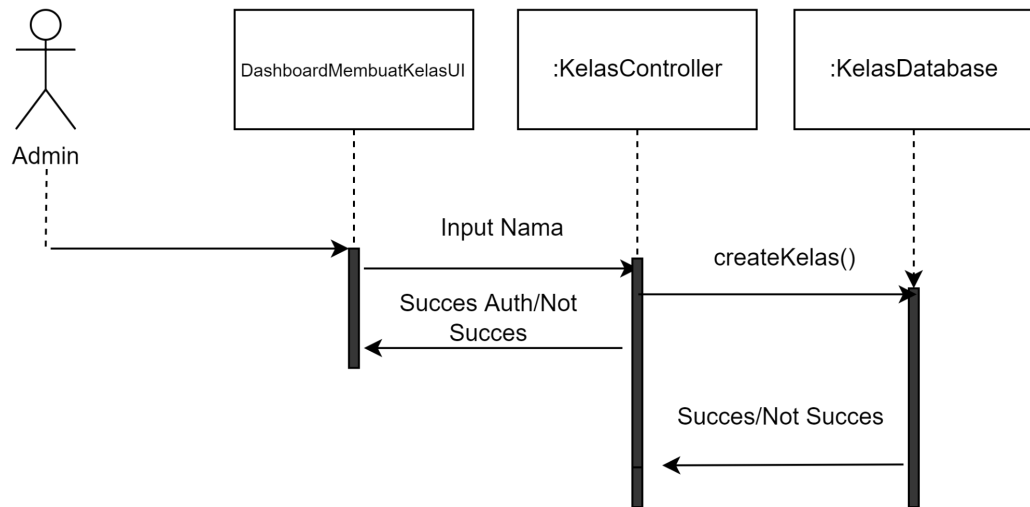 DashboardMembuatKelasUI
:KelasController
:KelasDatabase
Admin
Input Nama
createKelas()
Succes Auth/Not
Succes
Succes/Not Succes